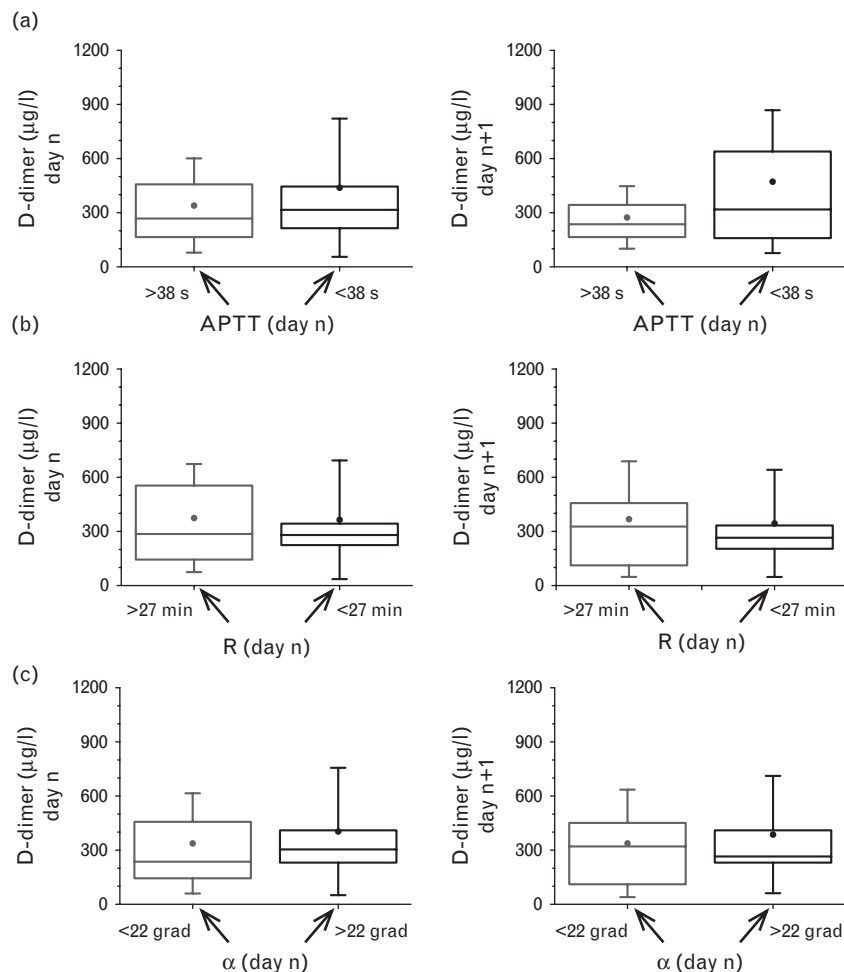 (a)
1200
900
600
300
0
D-dimer (µg/l)
day n
>38 s
<38 s
APTT (day n)
1200
900
600
300
0
D-dimer (µg/l)
day n+1
>38 s
<38 s
APTT (day n)
(b)
1200
900
600
300
0
D-dimer (µg/l)
day n
>27 min
<27 min
R (day n)
1200
900
600
300
0
D-dimer (µg/l)
day n+1
>27 min
<27 min
R (day n)
(c)
1200
900
600
300
0
D-dimer (µg/l)
day n
<22 grad
>22 grad
α (day n)
1200
900
600
300
0
D-dimer (µg/l)
day n+1
<22 grad
>22 grad
α (day n)